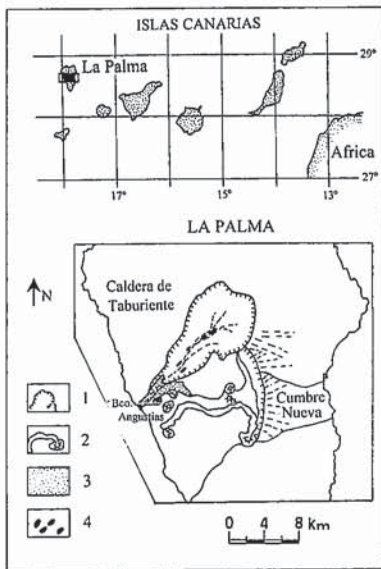 ISLAS CANARIAS
29°
La Palma
Africa
27°
17° 15° 13°
LA PALMA
Caldera de
Taburiente
N
1
Bco.
Angustias
Cumbre
Nueva
2
3
4
0 4 8 Km